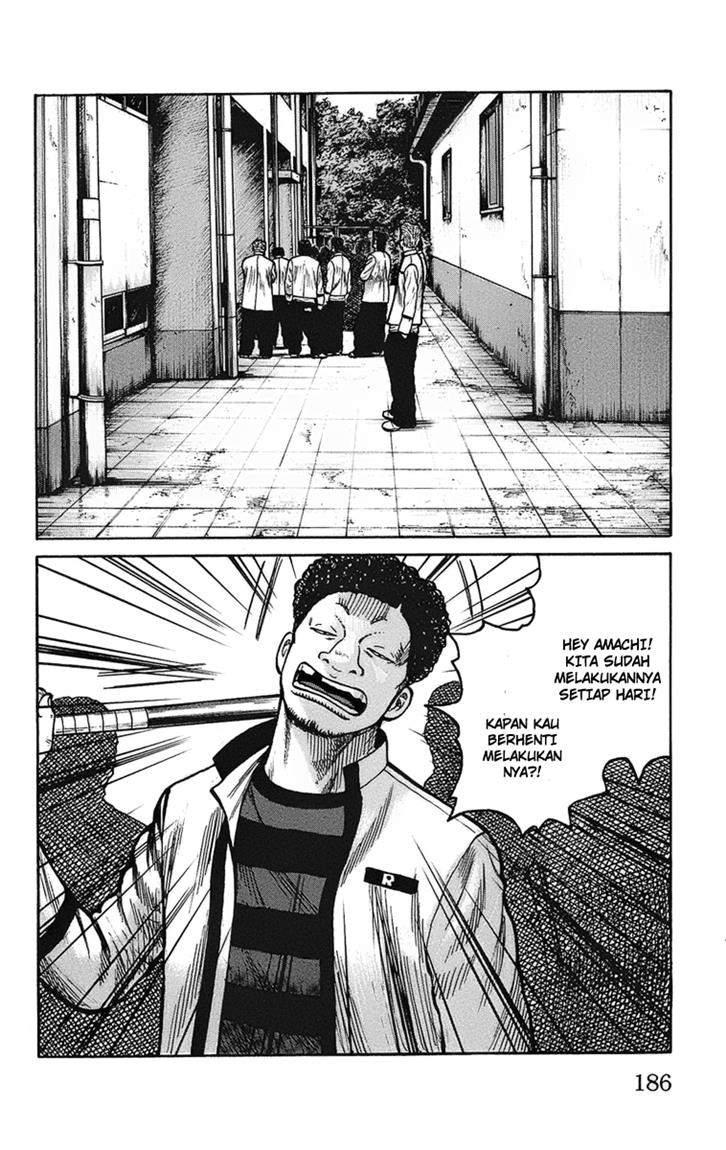 HEY AMACHI!
KITA SUDAH
MELAKUKANNYA
SETIAP HARI!
KAPAN KAU
BERHENTI
MELAKUKAN
NYA?!
R
186